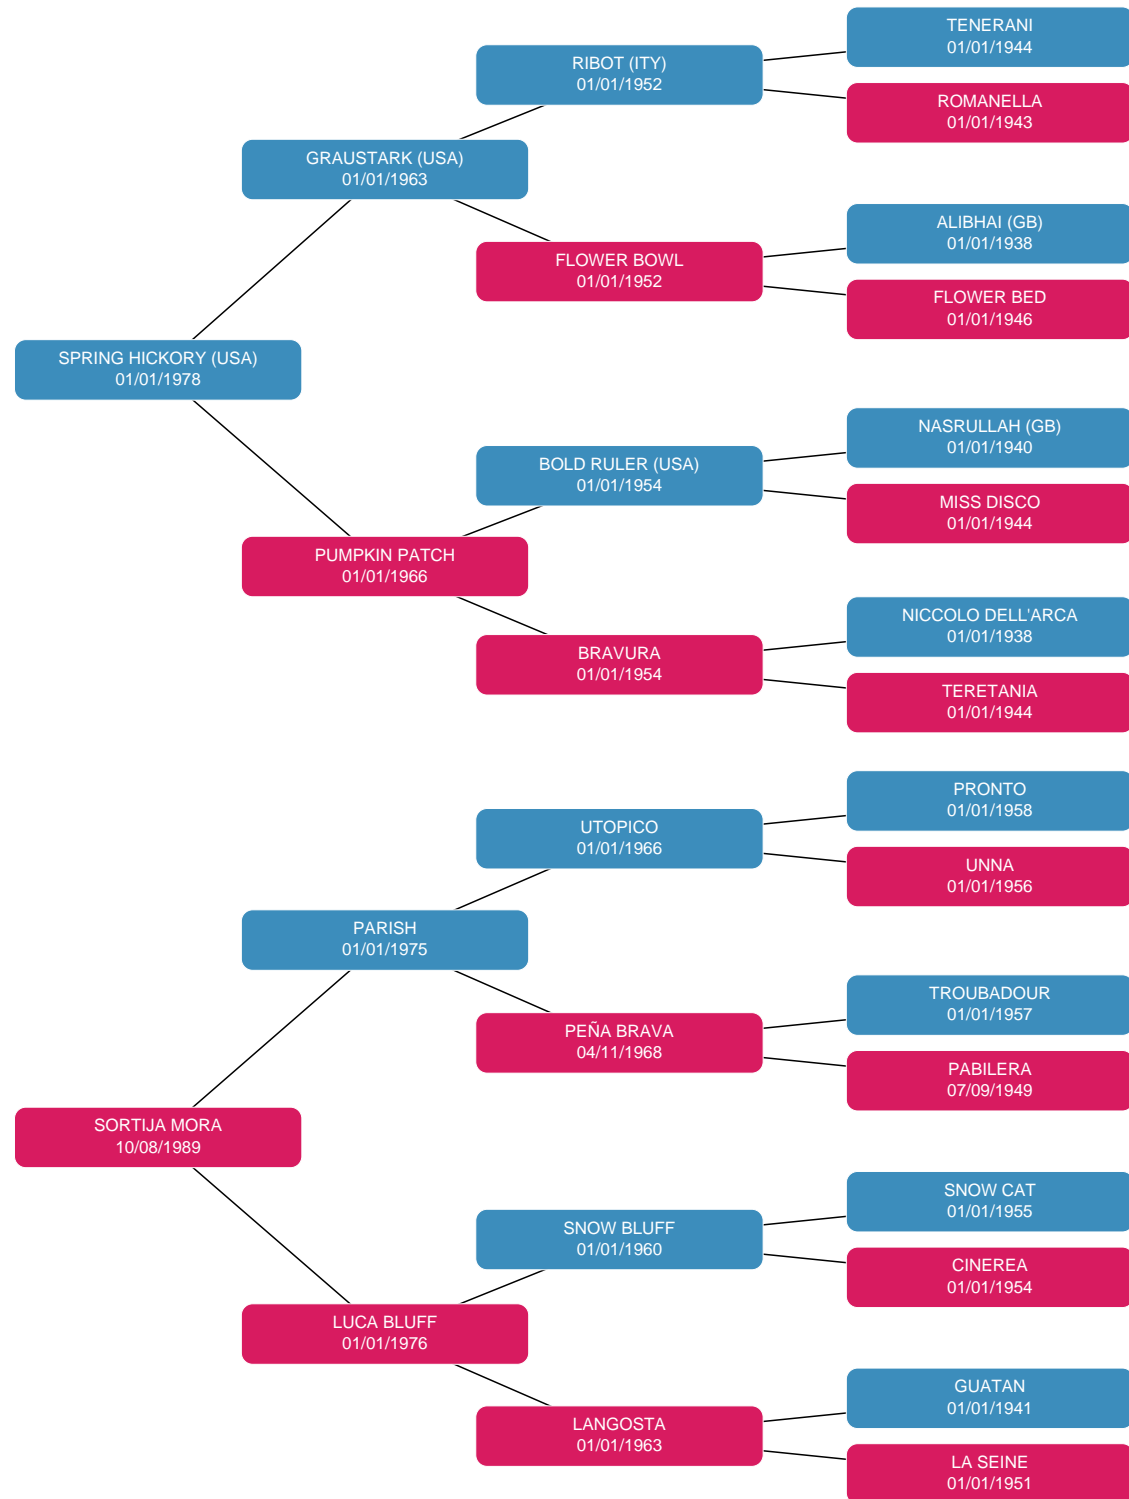 TENERANI
01/01/1944
RIBOT (ITY)
01/01/1952
ROMANELLA
01/01/1943
GRAUSTARK (USA)
01/01/1963
ALIBHAI (GB)
01/01/1938
FLOWER BOWL
01/01/1952
FLOWER BED
01/01/1946
SPRING HICKORY (USA)
01/01/1978
NASRULLAH (GB)
01/01/1940
BOLD RULER (USA)
01/01/1954
MISS DISCO
01/01/1944
PUMPKIN PATCH
01/01/1966
NICCOLO DELL'ARCA
01/01/1938
BRAVURA
01/01/1954
TERETANIA
01/01/1944
PRONTO
01/01/1958
UTOPICO
01/01/1966
UNNA
01/01/1956
PARISH
01/01/1975
TROUBADOUR
01/01/1957
PEÑA BRAVA
04/11/1968
PABILERA
07/09/1949
SORTIJA MORA
10/08/1989
SNOW CAT
01/01/1955
SNOW BLUFF
01/01/1960
CINEREA
01/01/1954
LUCA BLUFF
01/01/1976
GUATAN
01/01/1941
LANGOSTA
01/01/1963
LA SEINE
01/01/1951